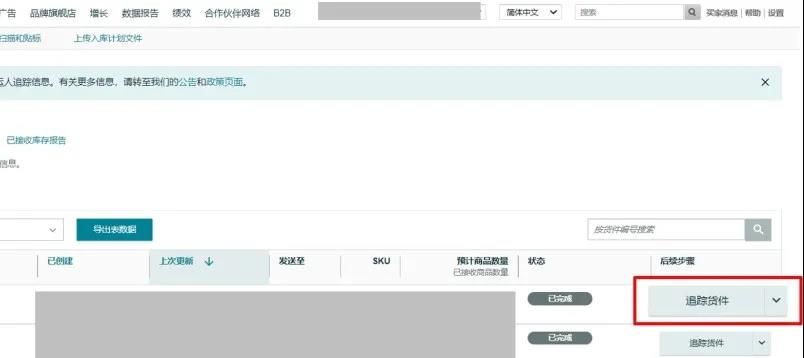 广告 品牌旗舰店 增长 数据报告 绩效 合作伙伴网络 B2B 简体中文 搜索 买家消息 | 帮助 | 设置
扫描和贴标 上传入库计划文件
运人追踪信息。有关更多信息，请转至我们的公告和政策页面。
已接收库存报告
信息。
导出表数据 按货件编号搜索
已创建 上次更新 发送至 SKU 预计商品数量 状态 后续步骤
已接收商品数量
已完成 追踪货件
已完成 追踪货件